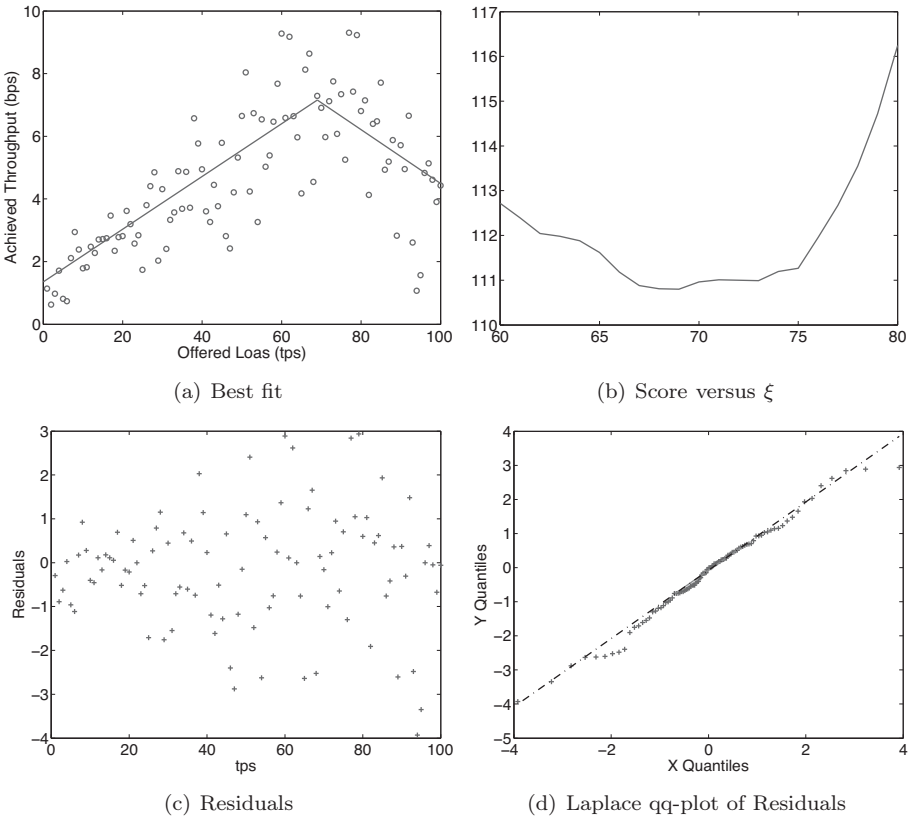 10
8
6
4
2
0
Achieved Throughput (bps)
0 20 40 60 80 100
Offered Loas (tps)
(a) Best fit
117
116
115
114
113
112
111
110
60 65 70 75 80
(b) Score versus ξ
3
2
1
0
−1
−2
−3
−4
Residuals
0 20 40 60 80 100
tps
(c) Residuals
4
3
2
1
0
−1
−2
−3
−4
−5
Y Quantiles
−4 −2 0 2 4
X Quantiles
(d) Laplace qq-plot of Residuals